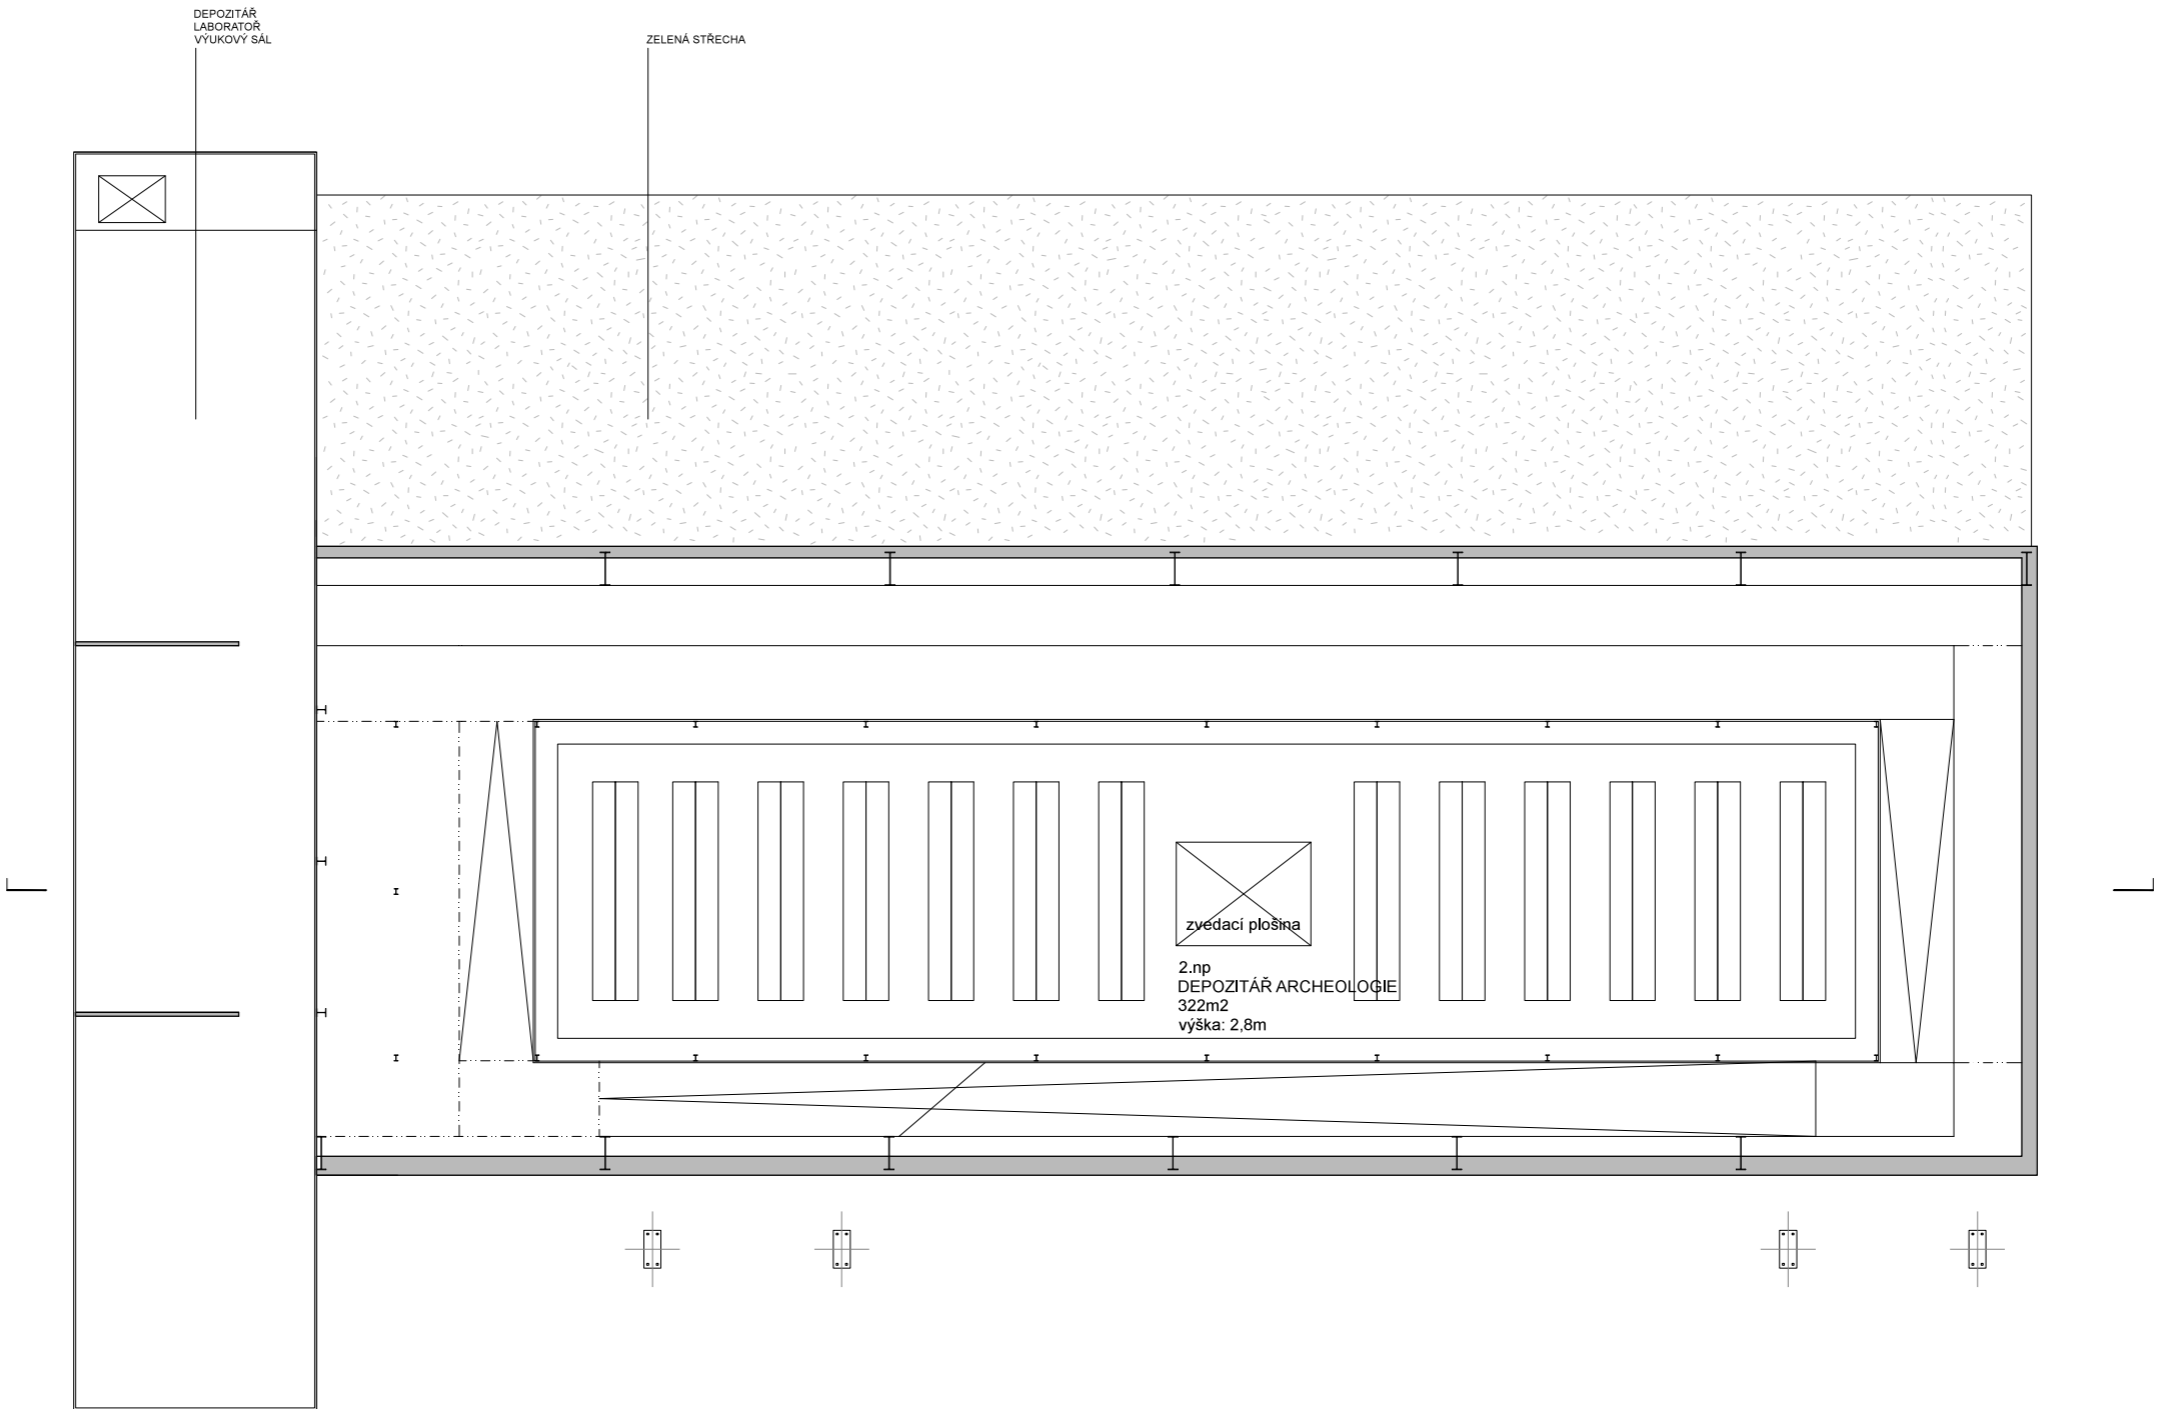 DEPOZITÁŘ
LABORATOŘ
VÝUKOVÝ SÁL
ZELENÁ STŘECHA
zvedací plošina
2.np
DEPOZITÁŘ ARCHEOLOGIE
322m2
výška: 2,8m